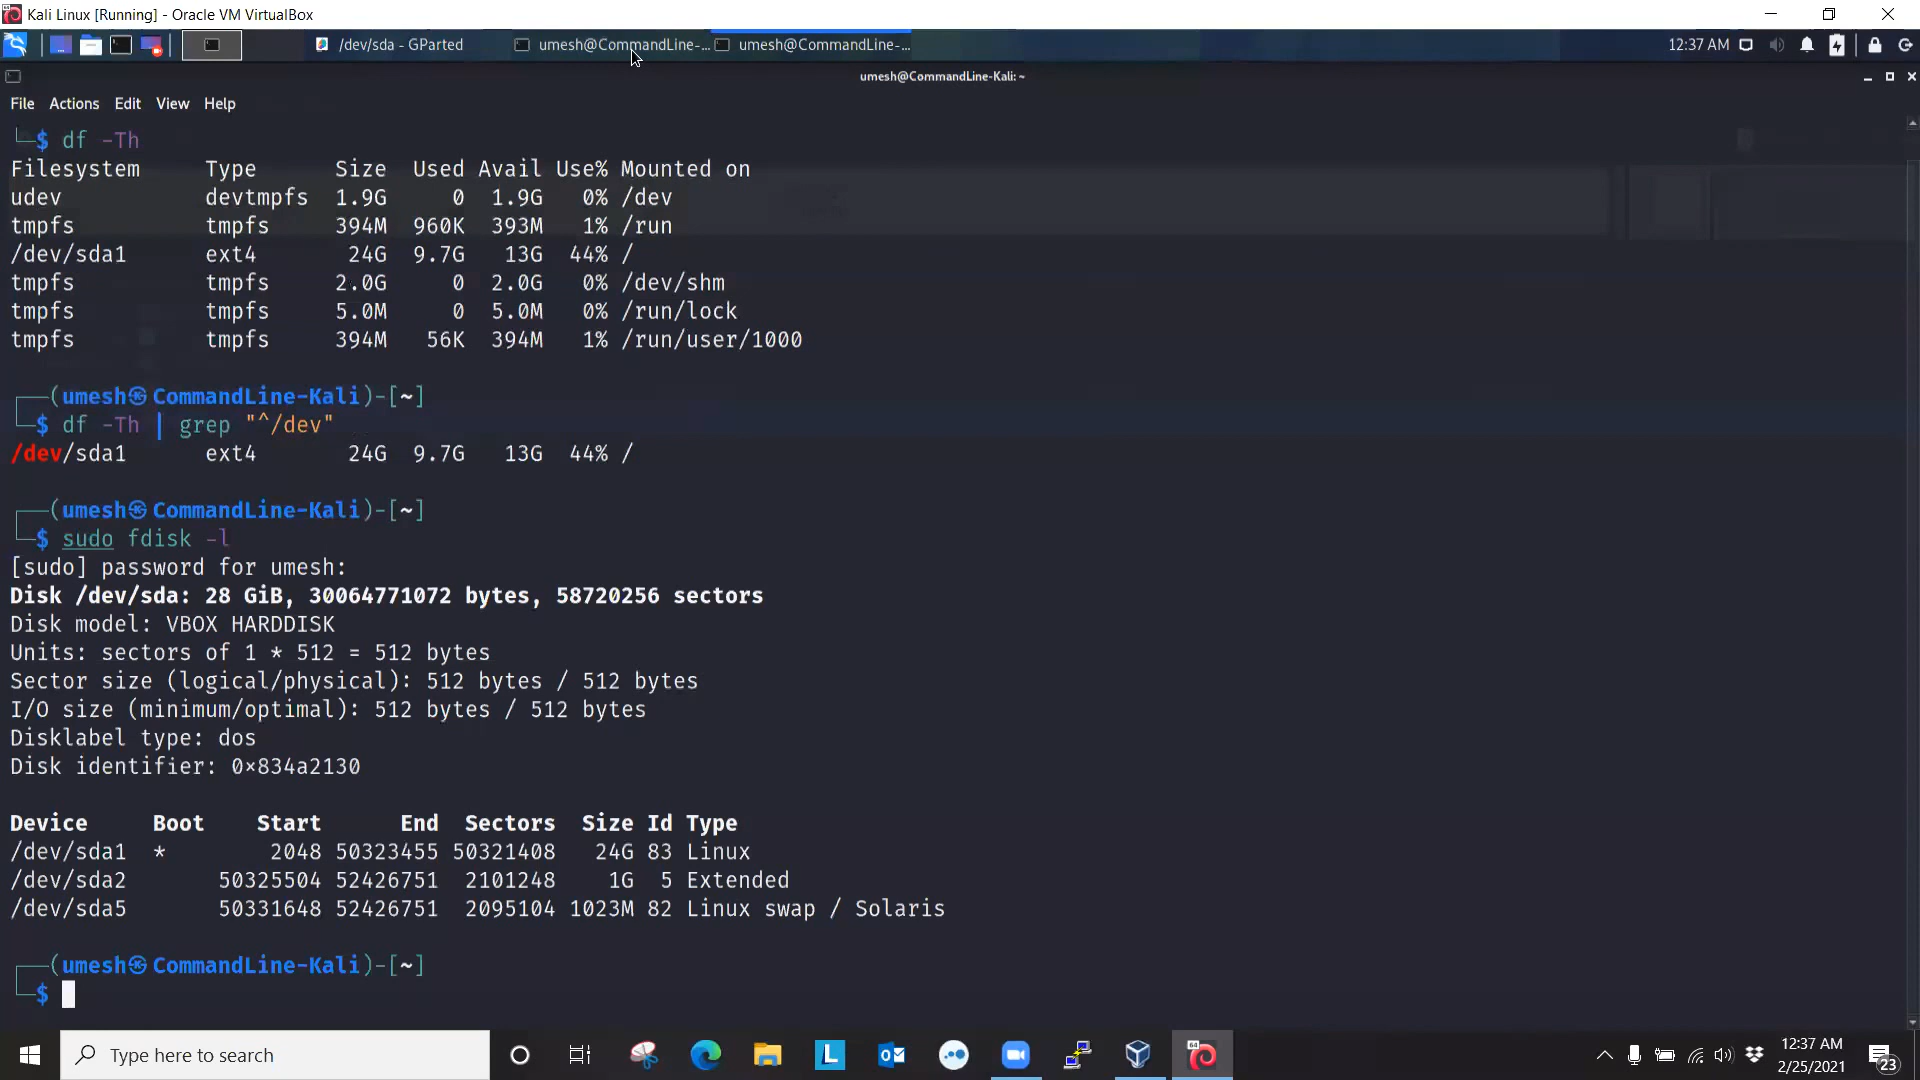 Kali Linux [Running] - Oracle VM VirtualBox
/dev/sda - GParted
umesh@CommandLine-...
umesh@CommandLine-...
12:37 AM
umesh@CommandLine-Kali: ~
File Actions Edit View Help
└─$ df -Th
Filesystem     Type      Size  Used Avail Use% Mounted on
udev           devtmpfs  1.9G     0  1.9G   0% /dev
tmpfs          tmpfs     394M  960K  393M   1% /run
/dev/sda1      ext4       24G  9.7G   13G  44% /
tmpfs          tmpfs     2.0G     0  2.0G   0% /dev/shm
tmpfs          tmpfs     5.0M     0  5.0M   0% /run/lock
tmpfs          tmpfs     394M   56K  394M   1% /run/user/1000
┌──(umesh㉿CommandLine-Kali)-[~]
└─$ df -Th | grep "^/dev"
/dev/sda1      ext4       24G  9.7G   13G  44% /
┌──(umesh㉿CommandLine-Kali)-[~]
└─$ sudo fdisk -l
[sudo] password for umesh:
Disk /dev/sda: 28 GiB, 30064771072 bytes, 58720256 sectors
Disk model: VBOX HARDDISK
Units: sectors of 1 * 512 = 512 bytes
Sector size (logical/physical): 512 bytes / 512 bytes
I/O size (minimum/optimal): 512 bytes / 512 bytes
Disklabel type: dos
Disk identifier: 0×834a2130
Device     Boot    Start      End  Sectors  Size Id Type
/dev/sda1  *        2048 50323455 50321408   24G 83 Linux
/dev/sda2       50325504 52426751  2101248    1G  5 Extended
/dev/sda5       50331648 52426751  2095104 1023M 82 Linux swap / Solaris
┌──(umesh㉿CommandLine-Kali)-[~]
└─$
Type here to search
L
64
12:37 AM
2/25/2021
23